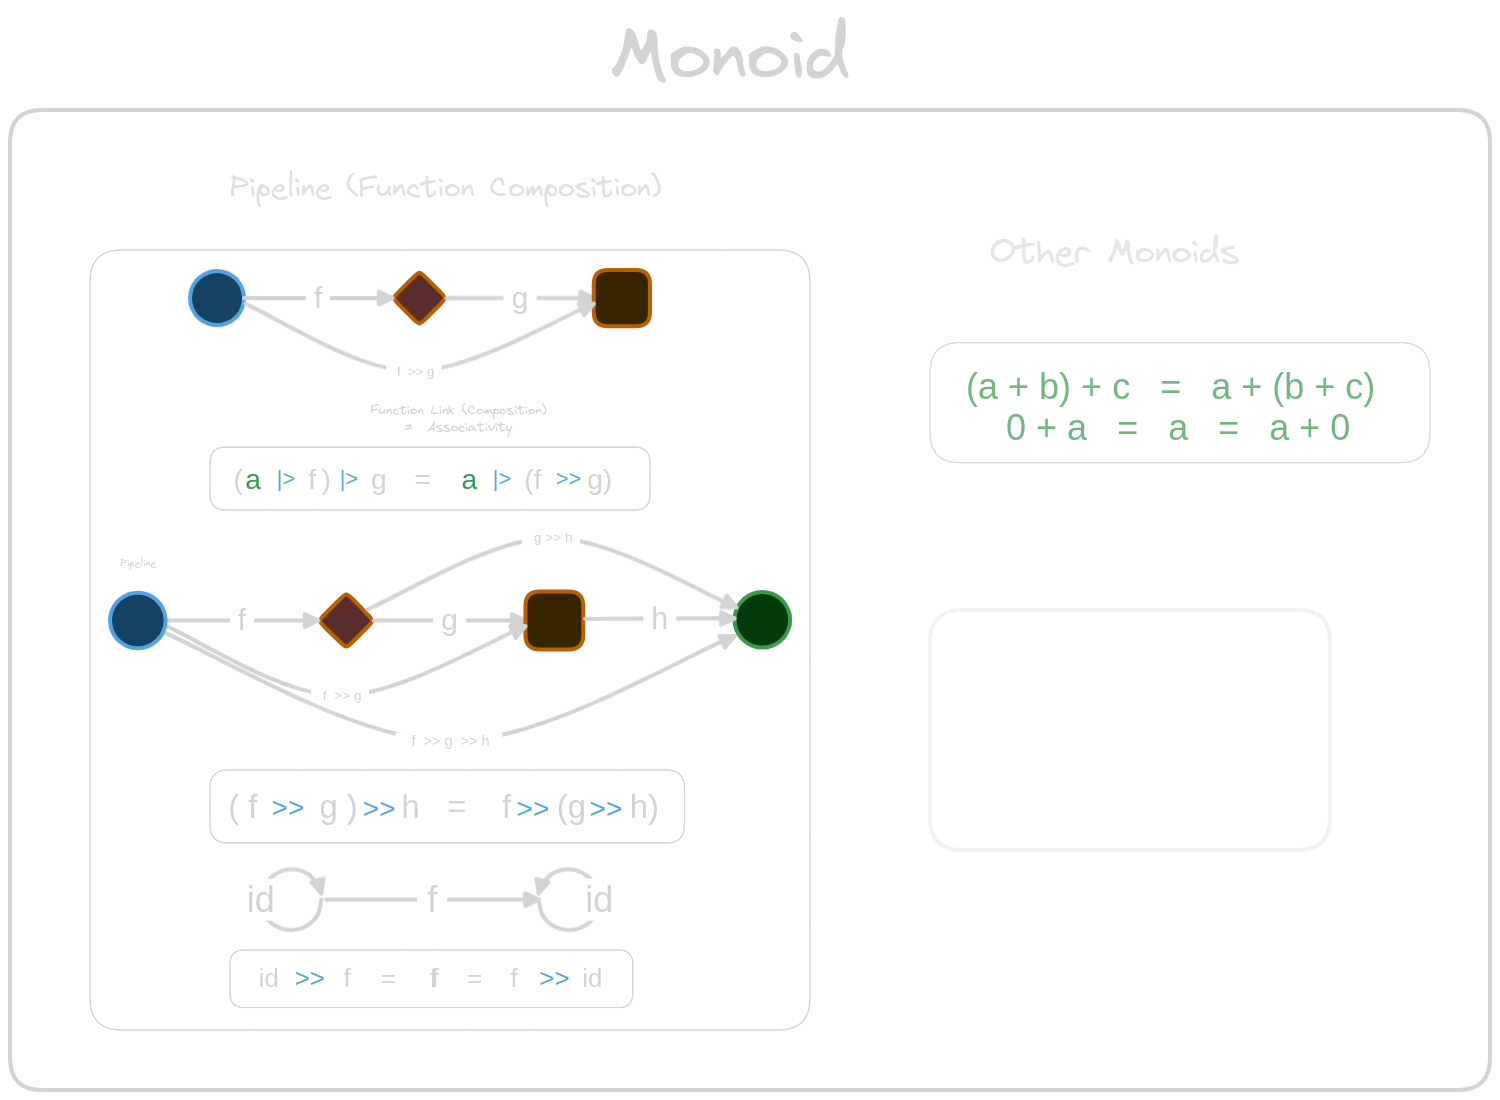 Monoid
Pipeline (Function Composition)
f
g
f >> g
Function Link (Composition)
= Associativity
(a |> f) |> g = a |> (f >> g)
g >> h
Pipeline
f
g
h
f >> g
f >> g >> h
( f >> g ) >> h = f >> (g >> h)
id
f
id
id >> f = f = f >> id
Other Monoids
(a + b) + c = a + (b + c)
0 + a = a = a + 0